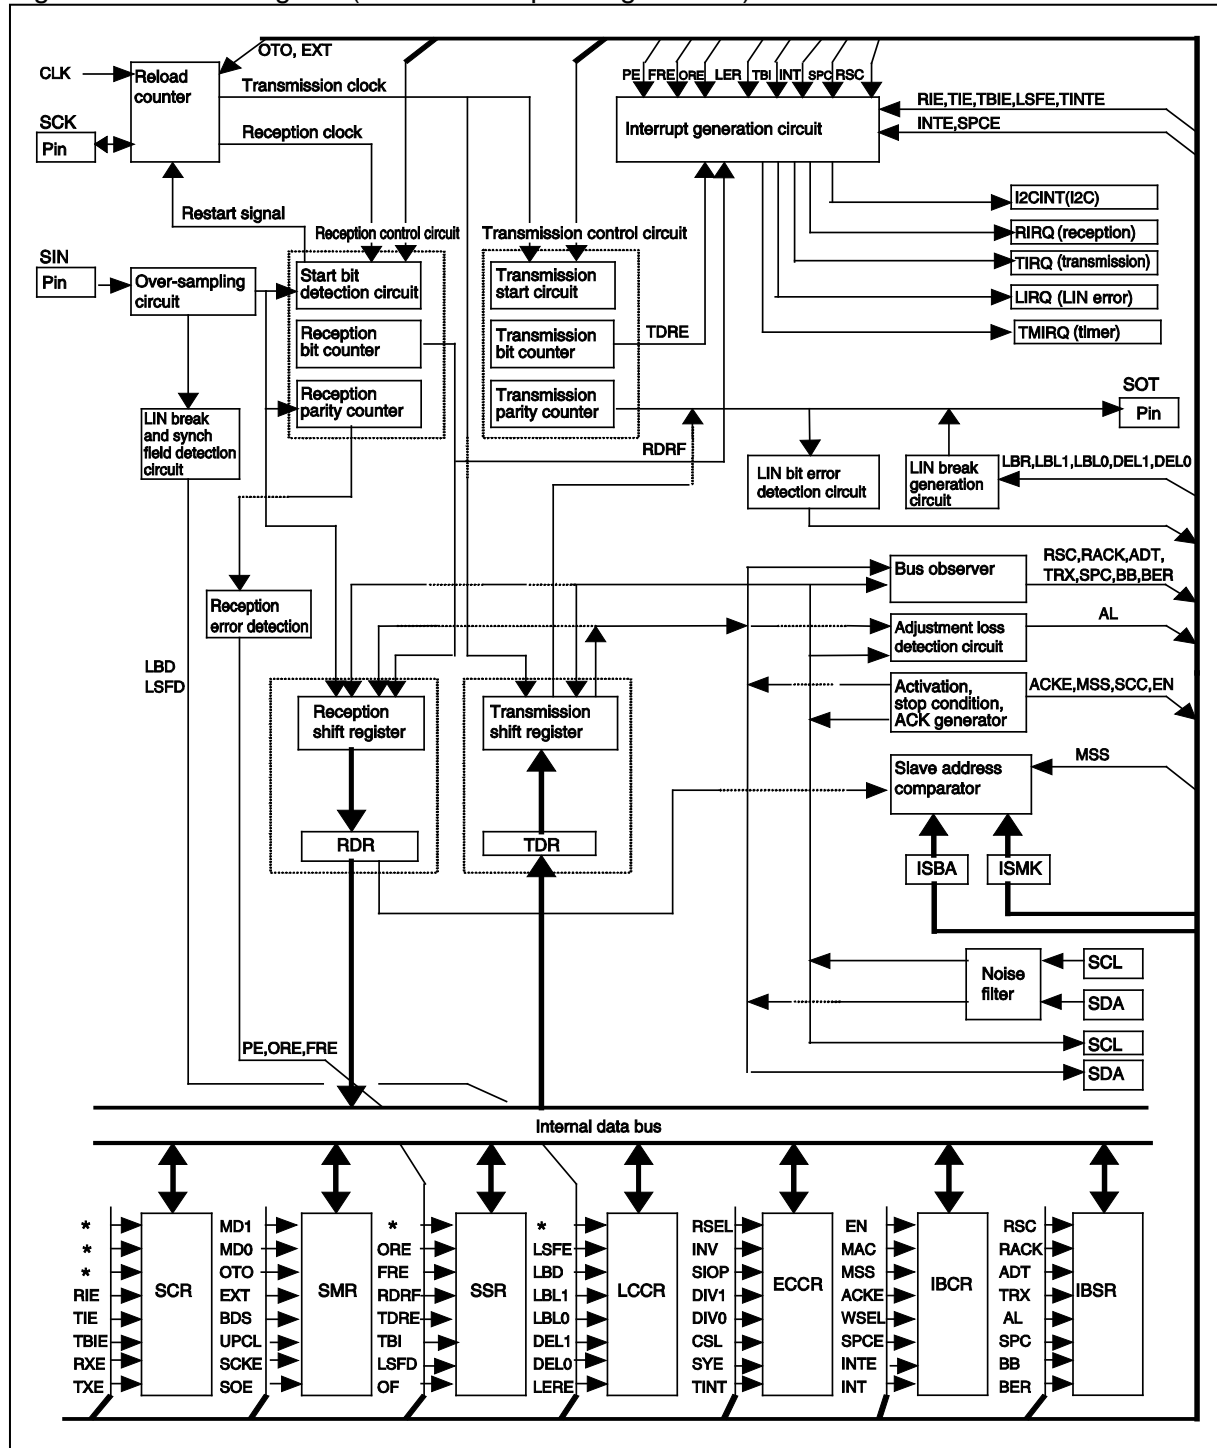 OTO, EXT
CLK
Reload
counter
Transmission clock
SCK
Pin
Reception clock
PE FRE ORE LER TBI INT SPC RSC
Interrupt generation circuit
RIE,TIE,TBIE,LSFE,TINTE
INTE,SPCE
I2CINT(I2C)
RIRQ (reception)
TIRQ (transmission)
LIRQ (LIN error)
TMIRQ (timer)
Restart signal
Reception control circuit
Transmission control circuit
SIN
Pin
Over-sampling
circuit
Start bit
detection circuit
Reception
bit counter
Reception
parity counter
Transmission
start circuit
Transmission
bit counter
Transmission
parity counter
TDRE
RDRF
SOT
Pin
LIN break
and synch
field detection
circuit
LIN bit error
detection circuit
LIN break
generation
circuit
LBR,LBL1,LBL0,DEL1,DEL0
Reception
error detection
LBD
LSFD
Bus observer
RSC,RACK,ADT,
TRX,SPC,BB,BER
Adjustment loss
detection circuit
AL
Activation,
stop condition,
ACK generator
ACKE,MSS,SCC,EN
Reception
shift register
Transmission
shift register
Slave address
comparator
MSS
RDR
TDR
ISBA
ISMK
Noise
filter
SCL
SDA
SCL
SDA
PE,ORE,FRE
Internal data bus
*
*
*
RIE
TIE
TBIE
RXE
TXE
SCR
MD1
MD0
OTO
EXT
BDS
UPCL
SCKE
SOE
SMR
*
ORE
FRE
RDRF
TDRE
TBI
LSFD
OF
SSR
*
LSFE
LBD
LBL1
LBL0
DEL1
DEL0
LERE
LCCR
RSEL
INV
SIOP
DIV1
DIV0
CSL
SYE
TINT
ECCR
EN
MAC
MSS
ACKE
WSEL
SPCE
INTE
INT
IBCR
RSC
RACK
ADT
TRX
AL
SPC
BB
BER
IBSR